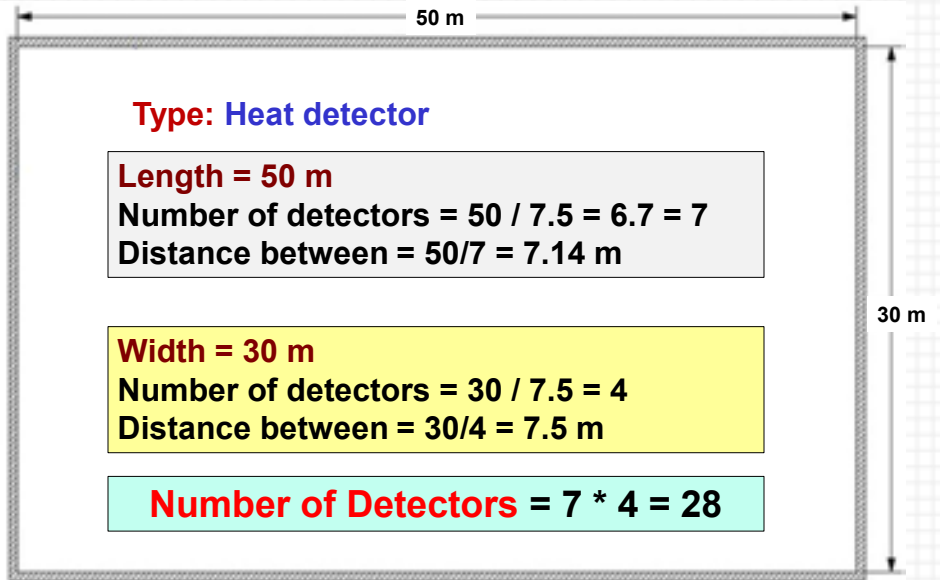 50 m
Type: Heat detector
Length = 50 m
Number of detectors = 50 / 7.5 = 6.7 = 7
Distance between = 50/7 = 7.14 m
30 m
Width = 30 m
Number of detectors = 30 / 7.5 = 4
Distance between = 30/4 = 7.5 m
Number of Detectors = 7 * 4 = 28